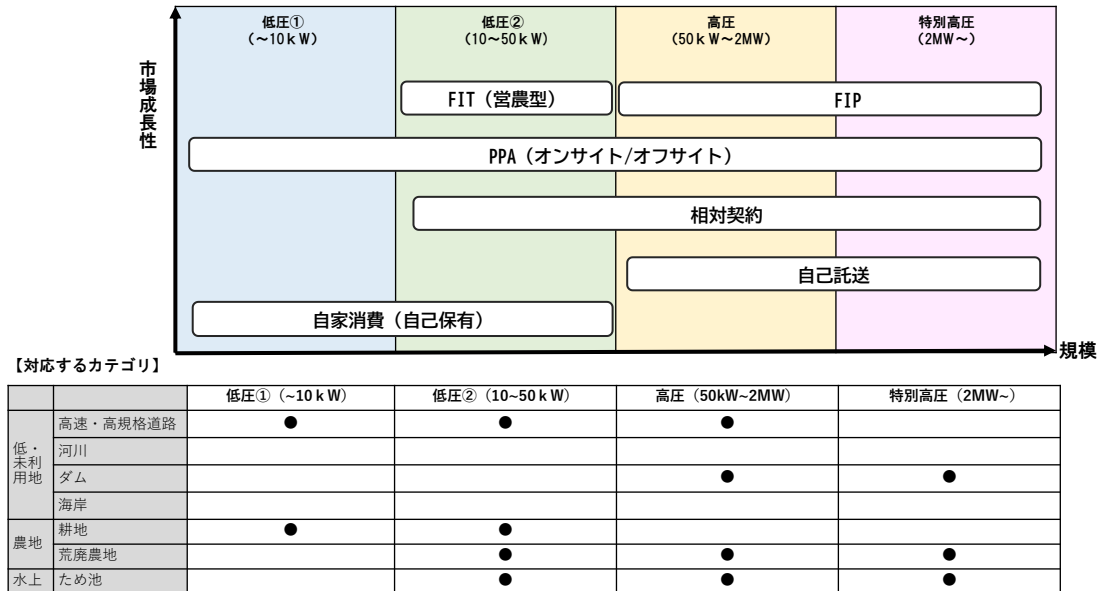 低圧①
(~10ｋW)
低圧②
(10~50ｋW)
高圧
(50ｋW~2MW)
特別高圧
(2MW~)
市場成長性
FIT（営農型）
FIP
PPA（オンサイト/オフサイト）
相対契約
自己託送
自家消費（自己保有）
規模
【対応するカテゴリ】
低圧①（~10ｋW） 低圧②（10~50ｋW） 高圧（50kW~2MW） 特別高圧（2MW~）
低・未利用地 高速・高規格道路 ● ● ●
河川
ダム ● ●
海岸
農地 耕地 ● ●
荒廃農地 ● ● ●
水上 ため池 ● ● ●